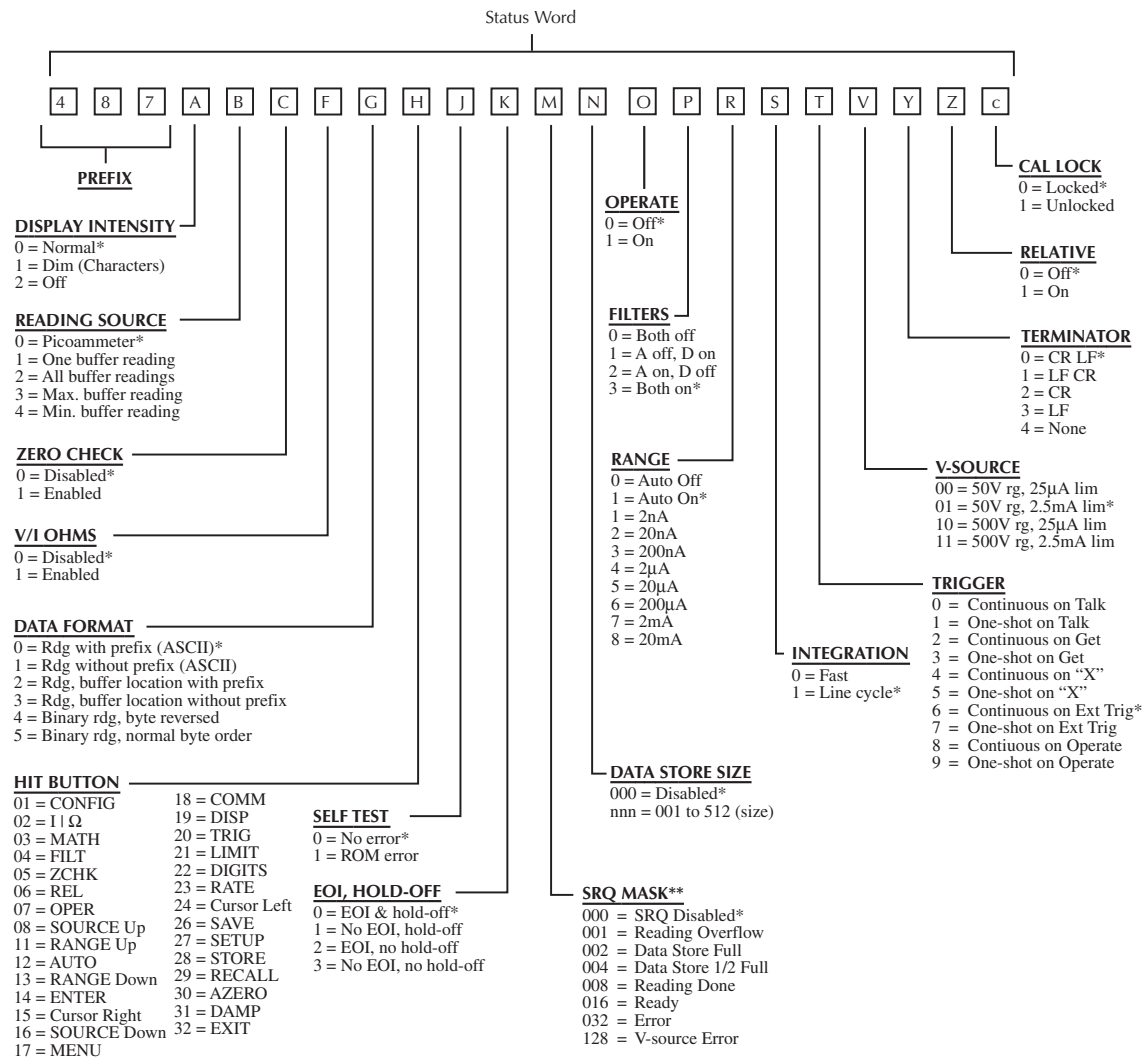 Status Word
4 8 7 A B C F G H J K M N O P R S T V Y Z c
PREFIX
DISPLAY INTENSITY
0 = Normal*
1 = Dim (Characters)
2 = Off
READING SOURCE
0 = Picoammeter*
1 = One buffer reading
2 = All buffer readings
3 = Max. buffer reading
4 = Min. buffer reading
ZERO CHECK
0 = Disabled*
1 = Enabled
V/I OHMS
0 = Disabled*
1 = Enabled
DATA FORMAT
0 = Rdg with prefix (ASCII)*
1 = Rdg without prefix (ASCII)
2 = Rdg, buffer location with prefix
3 = Rdg, buffer location without prefix
4 = Binary rdg, byte reversed
5 = Binary rdg, normal byte order
HIT BUTTON
01 = CONFIG
02 = I | Ω
03 = MATH
04 = FILT
05 = ZCHK
06 = REL
07 = OPER
08 = SOURCE Up
11 = RANGE Up
12 = AUTO
13 = RANGE Down
14 = ENTER
15 = Cursor Right
16 = SOURCE Down
17 = MENU
18 = COMM
19 = DISP
20 = TRIG
21 = LIMIT
22 = DIGITS
23 = RATE
24 = Cursor Left
26 = SAVE
27 = SETUP
28 = STORE
29 = RECALL
30 = AZERO
31 = DAMP
32 = EXIT
SELF TEST
0 = No error*
1 = ROM error
EOI, HOLD-OFF
0 = EOI & hold-off*
1 = No EOI, hold-off
2 = EOI, no hold-off
3 = No EOI, no hold-off
SRQ MASK**
000 = SRQ Disabled*
001 = Reading Overflow
002 = Data Store Full
004 = Data Store 1/2 Full
008 = Reading Done
016 = Ready
032 = Error
128 = V-source Error
DATA STORE SIZE
000 = Disabled*
nnn = 001 to 512 (size)
OPERATE
0 = Off*
1 = On
FILTERS
0 = Both off
1 = A off, D on
2 = A on, D off
3 = Both on*
RANGE
0 = Auto Off
1 = Auto On*
1 = 2nA
2 = 20nA
3 = 200nA
4 = 2µA
5 = 20µA
6 = 200µA
7 = 2mA
8 = 20mA
INTEGRATION
0 = Fast
1 = Line cycle*
TRIGGER
0 = Continuous on Talk
1 = One-shot on Talk
2 = Continuous on Get
3 = One-shot on Get
4 = Continuous on “X”
5 = One-shot on “X”
6 = Continuous on Ext Trig*
7 = One-shot on Ext Trig
8 = Contiuous on Operate
9 = One-shot on Operate
V-SOURCE
00 = 50V rg, 25µA lim
01 = 50V rg, 2.5mA lim*
10 = 500V rg, 25µA lim
11 = 500V rg, 2.5mA lim
TERMINATOR
0 = CR LF*
1 = LF CR
2 = CR
3 = LF
4 = None
RELATIVE
0 = Off*
1 = On
CAL LOCK
0 = Locked*
1 = Unlocked